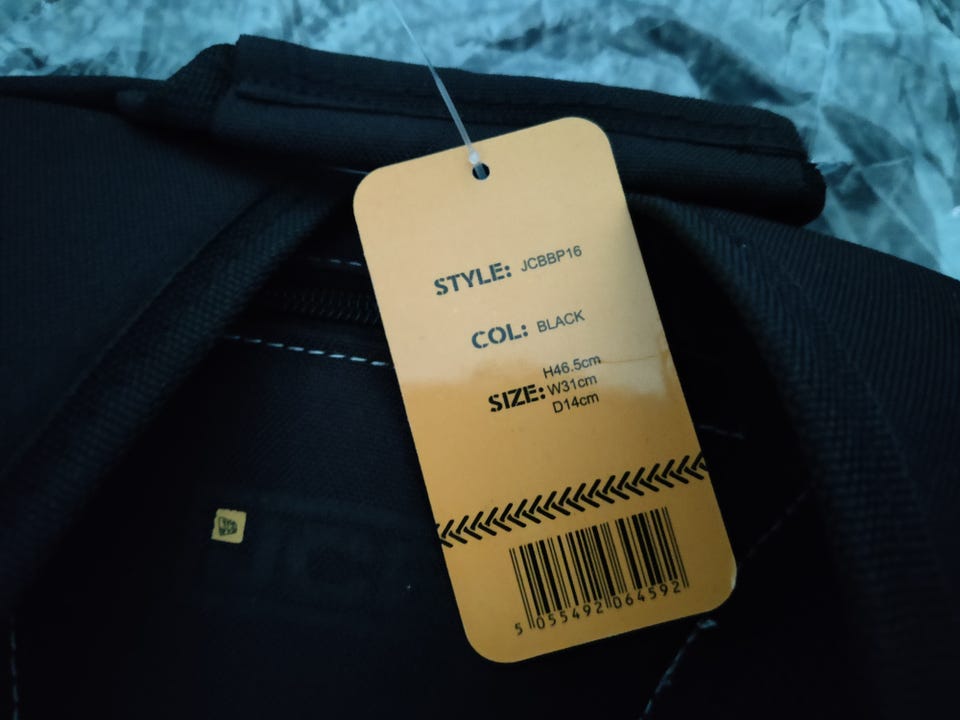 STYLE: JCBBP16
COL: BLACK
H46.5cm
SIZE: W31cm
D14cm
5 055492 064592